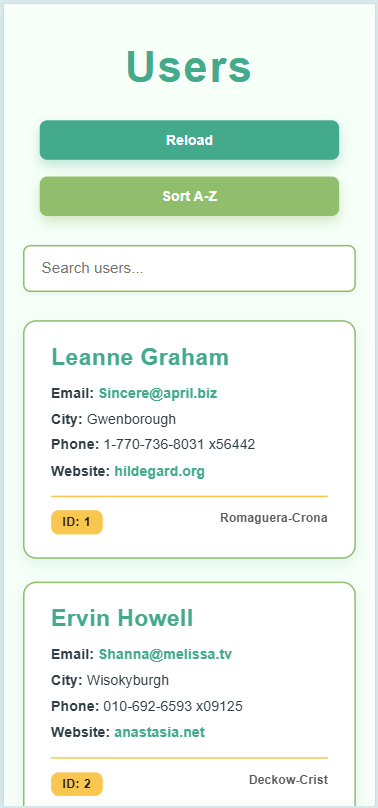 Users
Reload
Sort A-Z
Search users...
Leanne Graham
Email: Sincere@april.biz
City: Gwenborough
Phone: 1-770-736-8031 x56442
Website: hildegard.org
ID: 1 Romaguera-Crona
Ervin Howell
Email: Shanna@melissa.tv
City: Wisokyburgh
Phone: 010-692-6593 x09125
Website: anastasia.net
ID: 2 Deckow-Crist